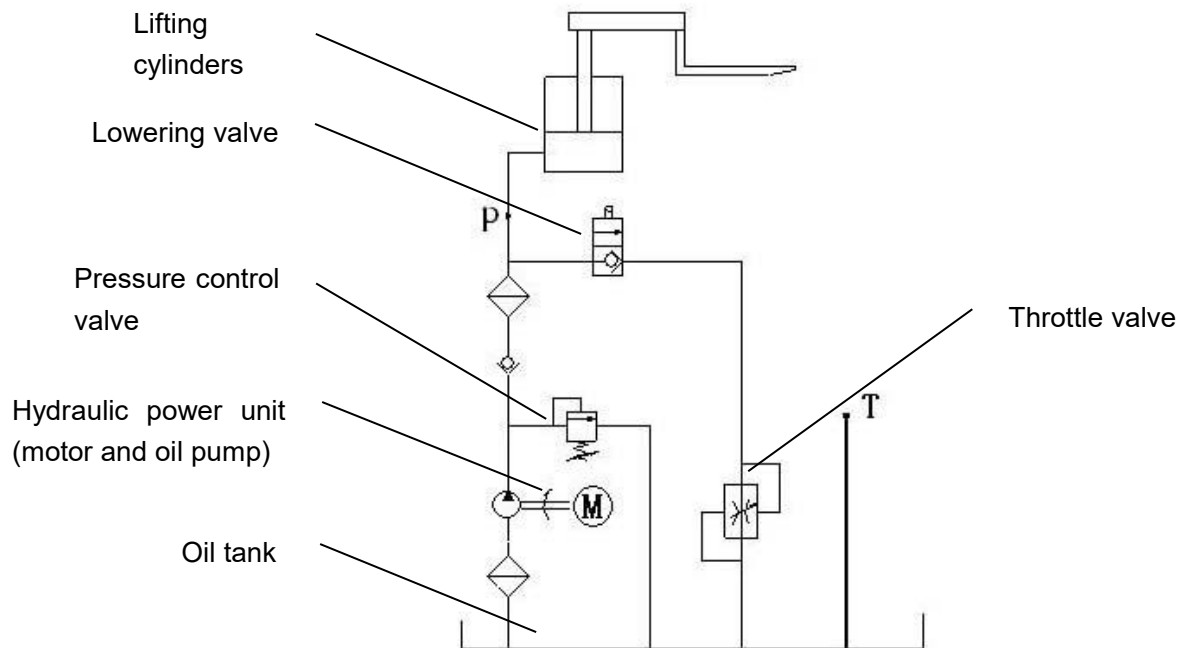 Lifting
cylinders
Lowering valve
p
Pressure control
valve
Throttle valve
T
Hydraulic power unit
(motor and oil pump)
M
Oil tank